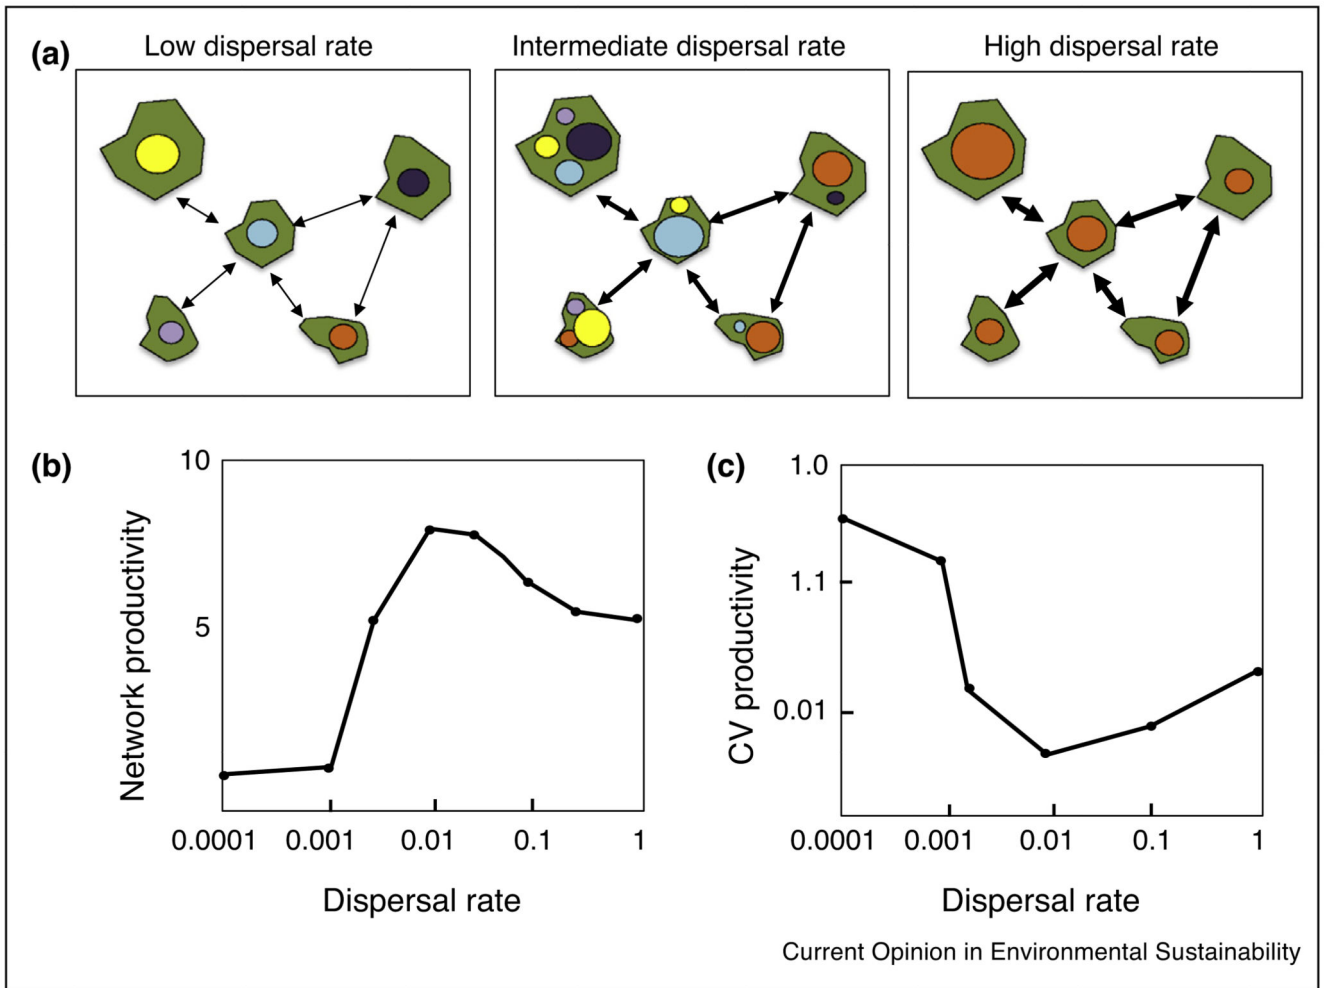 (a)
Low dispersal rate
Intermediate dispersal rate
High dispersal rate
(b)
10
5
Network productivity
0.0001 0.001 0.01 0.1 1
Dispersal rate
(c)
1.0
1.1
0.01
CV productivity
0.0001 0.001 0.01 0.1 1
Dispersal rate
Current Opinion in Environmental Sustainability